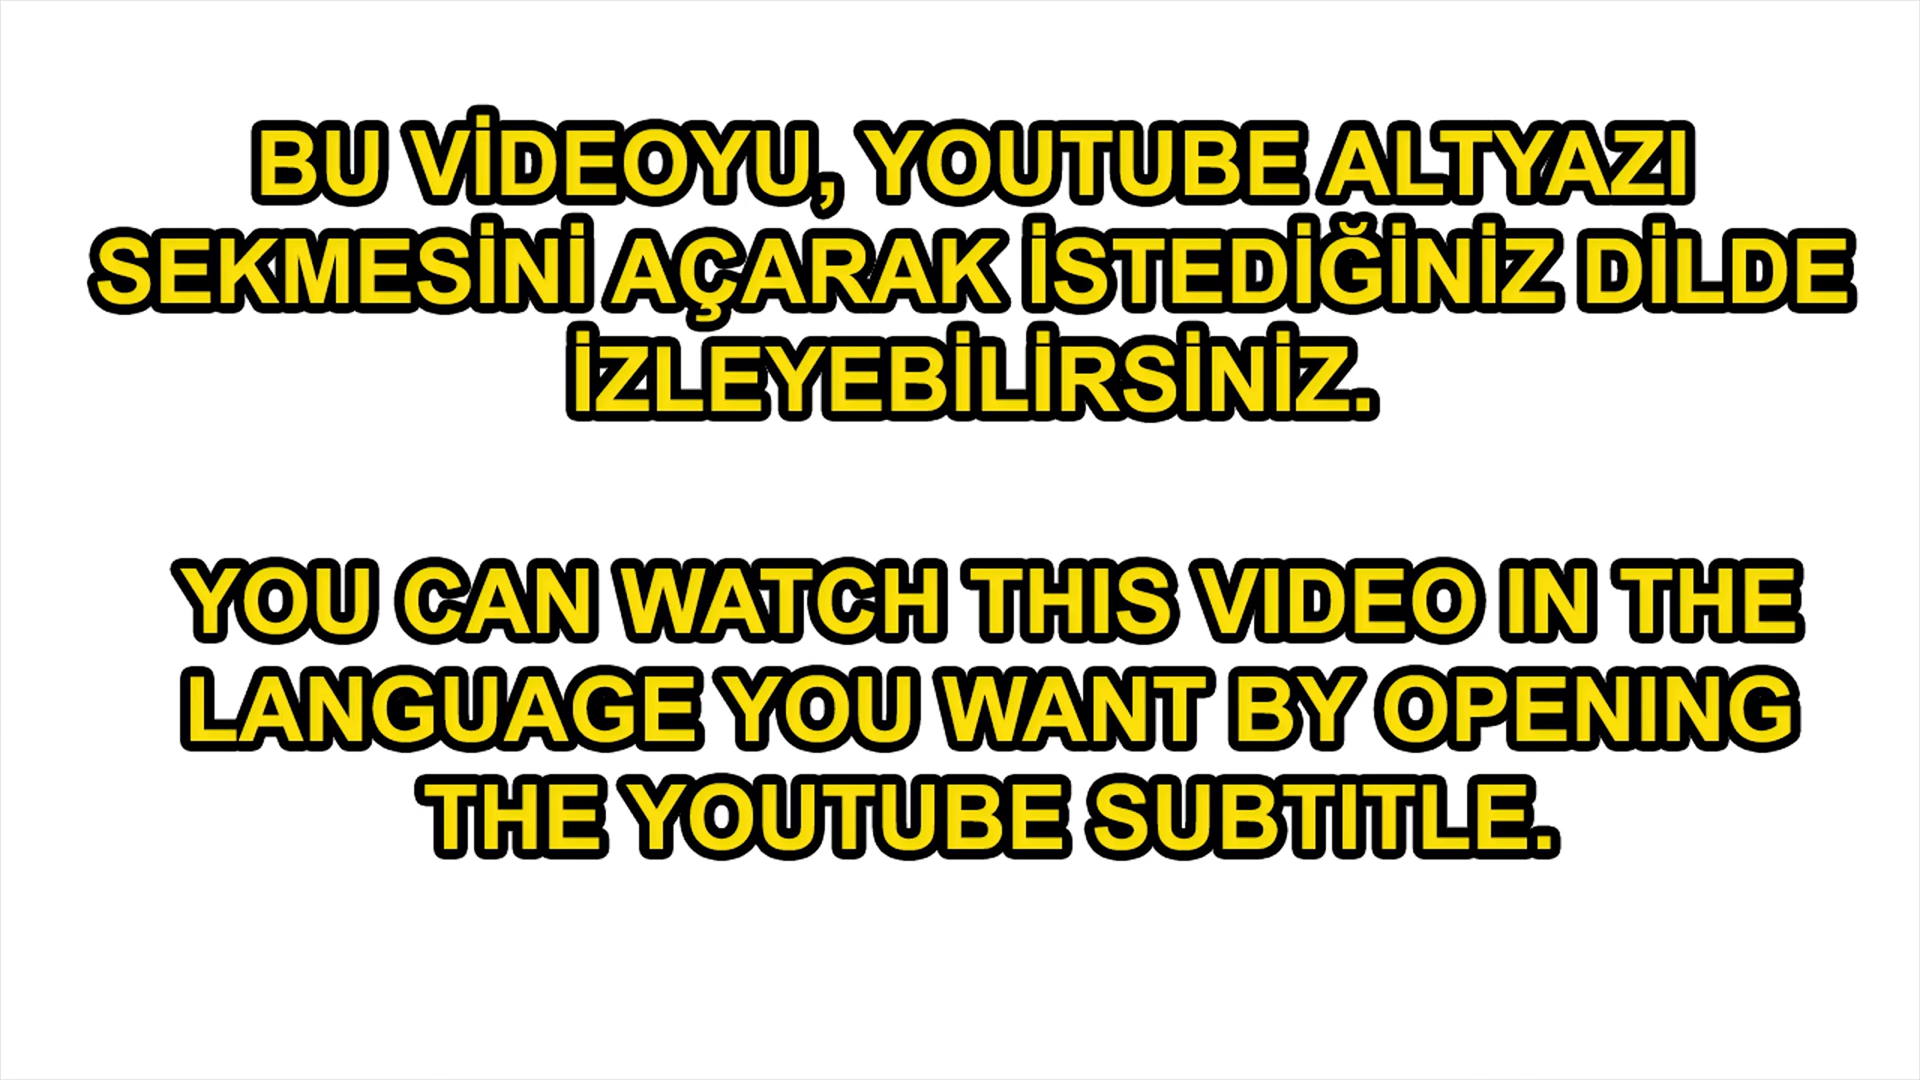 BU VİDEOYU, YOUTUBE ALTYAZI
SEKMESİNİ AÇARAK İSTEDİĞİNİZ DİLDE
İZLEYEBİLİRSİNİZ.
YOU CAN WATCH THIS VIDEO IN THE
LANGUAGE YOU WANT BY OPENING
THE YOUTUBE SUBTITLE.